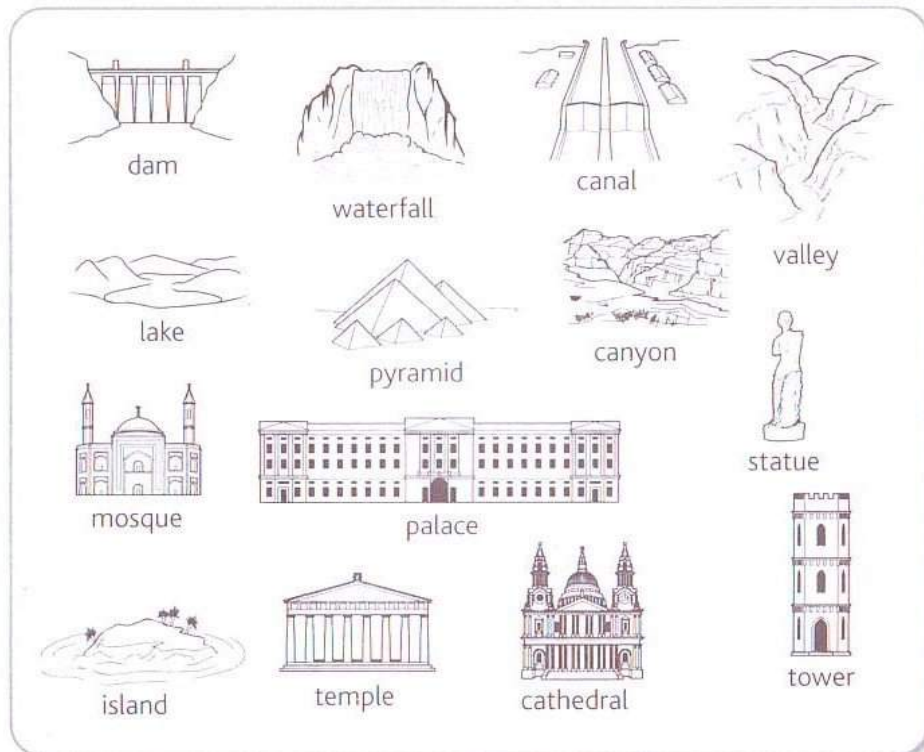 dam
waterfall
canal
valley
lake
pyramid
canyon
statue
mosque
palace
island
temple
cathedral
tower